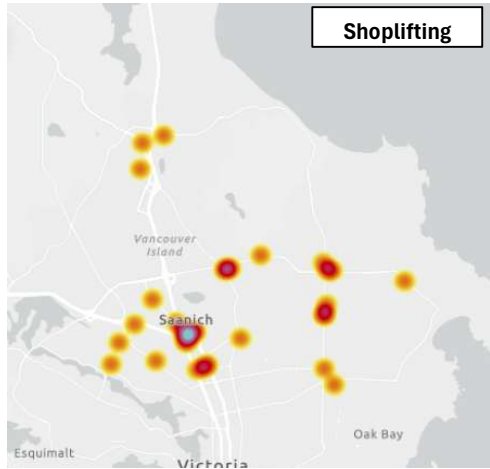 Shoplifting
Vancouver
Island
Saanich
Oak Bay
Esquimalt
Victoria